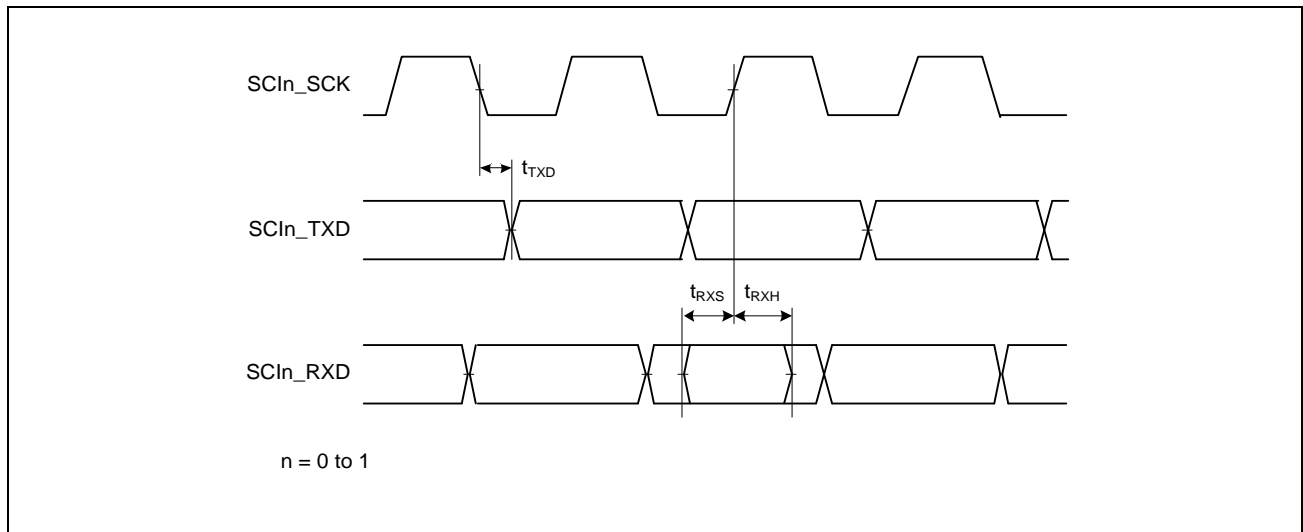 SCIn_SCK
tTXD
SCIn_TXD
tRXS tRXH
SCIn_RXD
n = 0 to 1